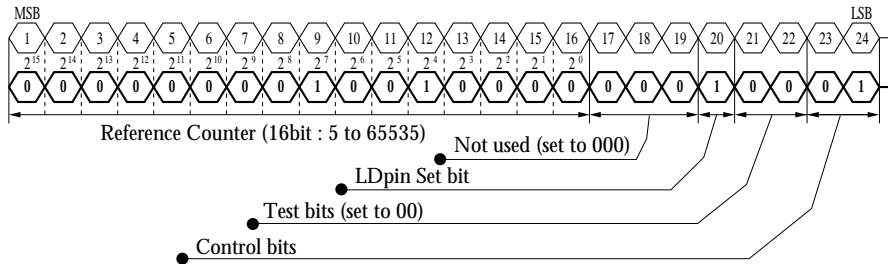 MSB LSB
1 2 3 4 5 6 7 8 9 10 11 12 13 14 15 16 17 18 19 20 21 22 23 24
2^15 2^14 2^13 2^12 2^11 2^10 2^9 2^8 2^7 2^6 2^5 2^4 2^3 2^2 2^1 2^0
0 0 0 0 0 0 0 0 1 0 0 1 0 0 0 0 0 0 0 1 0 0 0 1
Reference Counter (16bit : 5 to 65535)
Not used (set to 000)
LDpin Set bit
Test bits (set to 00)
Control bits